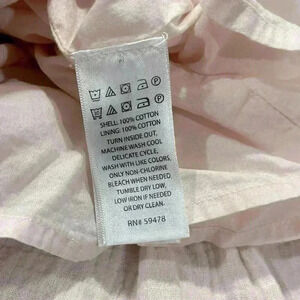 SHELL: 100% COTTON
LINING: 100% COTTON
TURN INSIDE OUT,
MACHINE WASH COOL
DELICATE CYCLE,
WASH WITH LIKE COLORS,
ONLY NON-CHLORINE
BLEACH WHEN NEEDED
TUMBLE DRY LOW,
LOW IRON IF NEEDED
OR DRY CLEAN.
RN# 59478